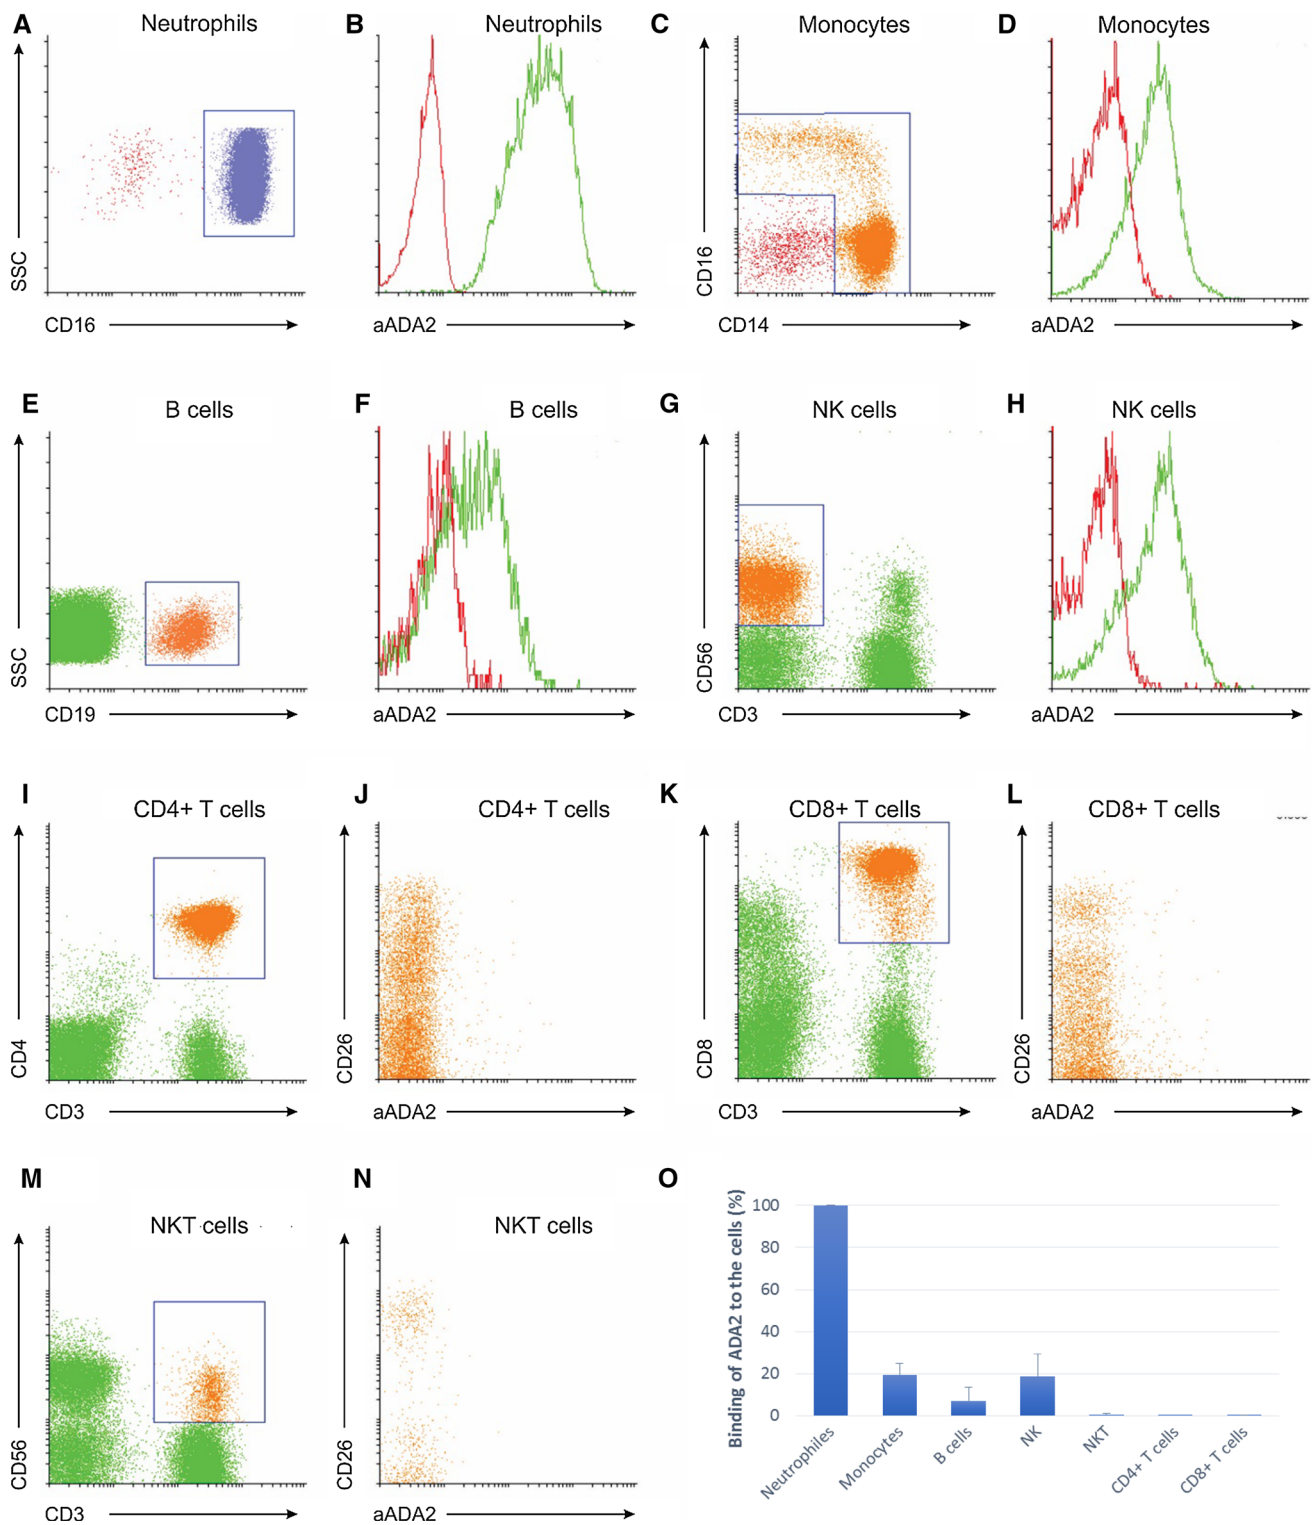 A
Neutrophils
SSC
CD16
B
Neutrophils
aADA2
C
Monocytes
CD16
CD14
D
Monocytes
aADA2
E
B cells
SSC
CD19
F
B cells
aADA2
G
NK cells
CD56
CD3
H
NK cells
aADA2
I
CD4+ T cells
CD4
CD3
J
CD4+ T cells
CD26
aADA2
K
CD8+ T cells
CD8
CD3
L
CD8+ T cells
CD26
aADA2
M
NKT cells
CD56
CD3
N
NKT cells
CD26
aADA2
O
Binding of ADA2 to the cells (%)
100
80
60
40
20
0
Neutrophiles
Monocytes
B cells
NK
NKT
CD4+ T cells
CD8+ T cells